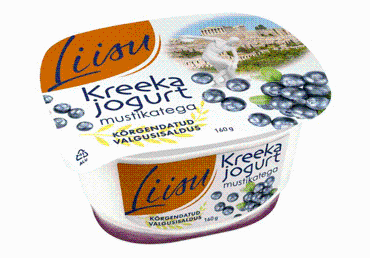 Liisu
Kreeka
jogurt
mustikatega
KÕRGENDATUD
VALGUSISALDUS
140g
Liisu
Kreeka
jogurt
mustikatega
KÕRGENDATUD
VALGUSISALDUS
140g